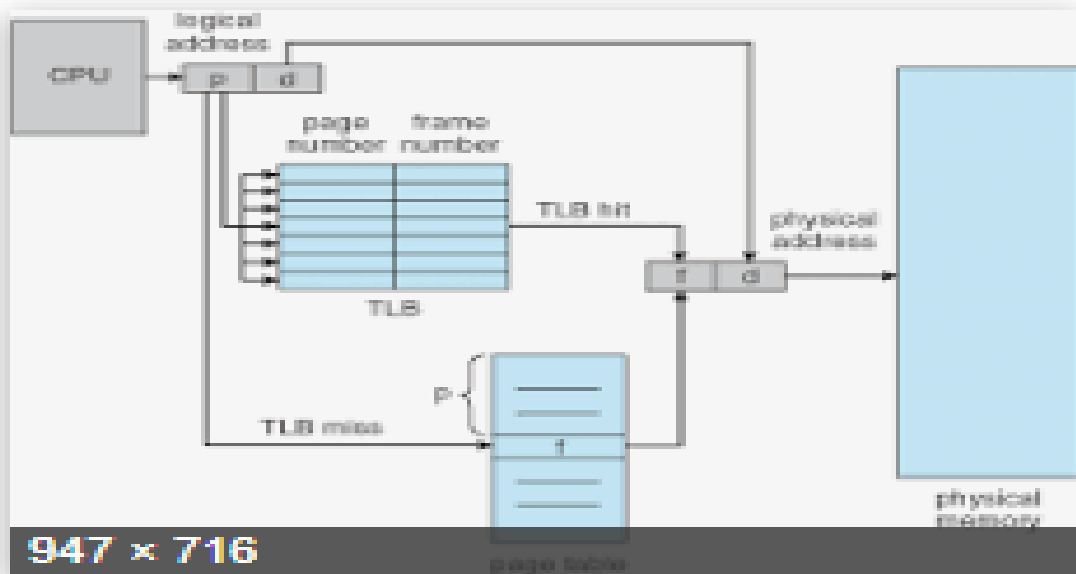 logical
address
CPU
p d
page frame
number number
TLB hit
physical
address
f d
TLB
p
TLB miss
f
physical
memory
page table
947 × 716